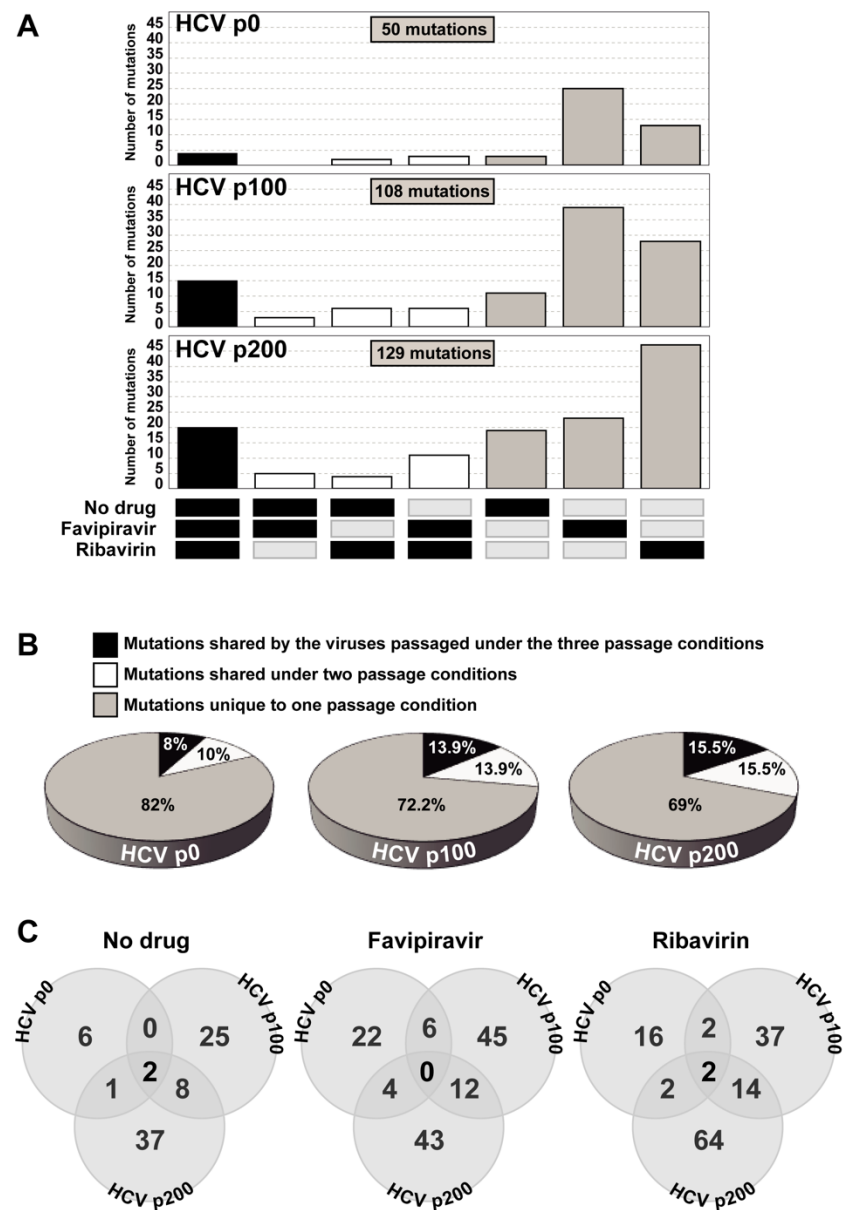 A
HCV p0
50 mutations
Number of mutations
45
40
35
30
25
20
15
10
5
0
HCV p100
108 mutations
Number of mutations
45
40
35
30
25
20
15
10
5
0
HCV p200
129 mutations
Number of mutations
45
40
35
30
25
20
15
10
5
0
No drug
Favipiravir
Ribavirin
B
Mutations shared by the viruses passaged under the three passage conditions
Mutations shared under two passage conditions
Mutations unique to one passage condition
8%
10%
82%
HCV p0
13.9%
13.9%
72.2%
HCV p100
15.5%
15.5%
69%
HCV p200
C
No drug
HCV p0
HCV p100
6
0
25
2
1
8
37
HCV p200
Favipiravir
HCV p0
HCV p100
22
6
45
0
4
12
43
HCV p200
Ribavirin
HCV p0
HCV p100
16
2
37
2
2
14
64
HCV p200